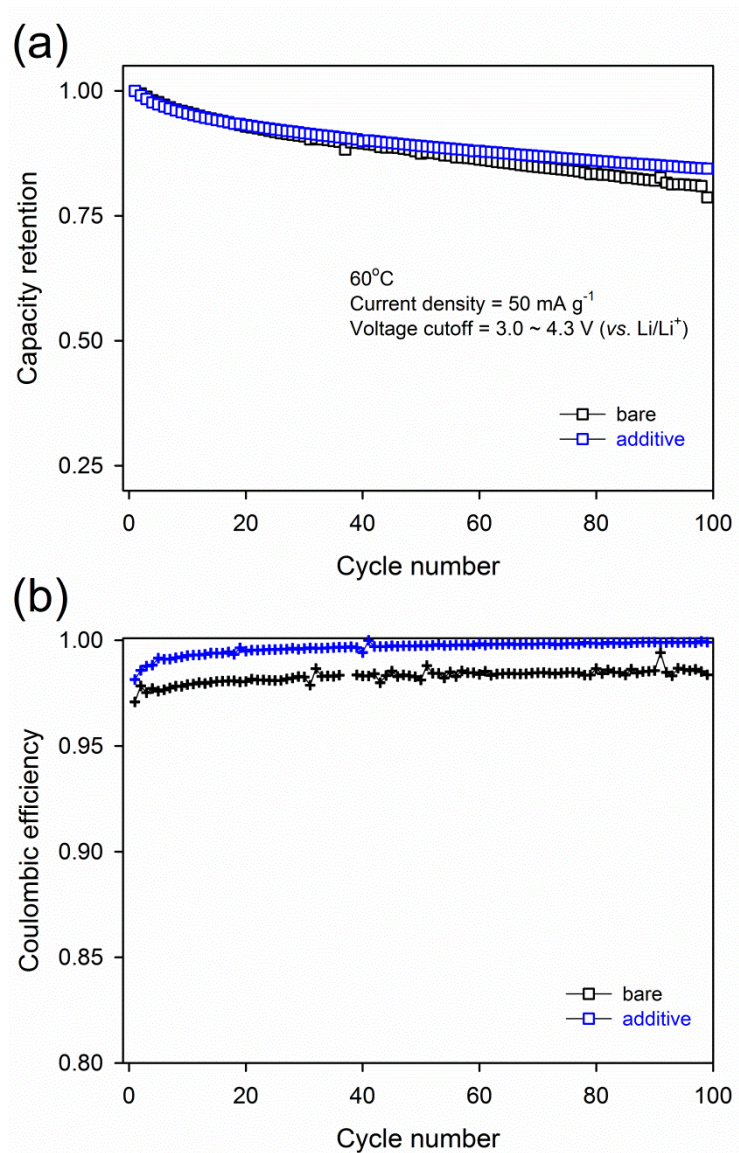 (a)
1.00
0.75
0.50
0.25
Capacity retention
60°C
Current density = 50 mA g⁻¹
Voltage cutoff = 3.0 ~ 4.3 V (vs. Li/Li⁺)
bare
additive
0 20 40 60 80 100
Cycle number
(b)
1.00
0.95
0.90
0.85
0.80
Coulombic efficiency
bare
additive
0 20 40 60 80 100
Cycle number